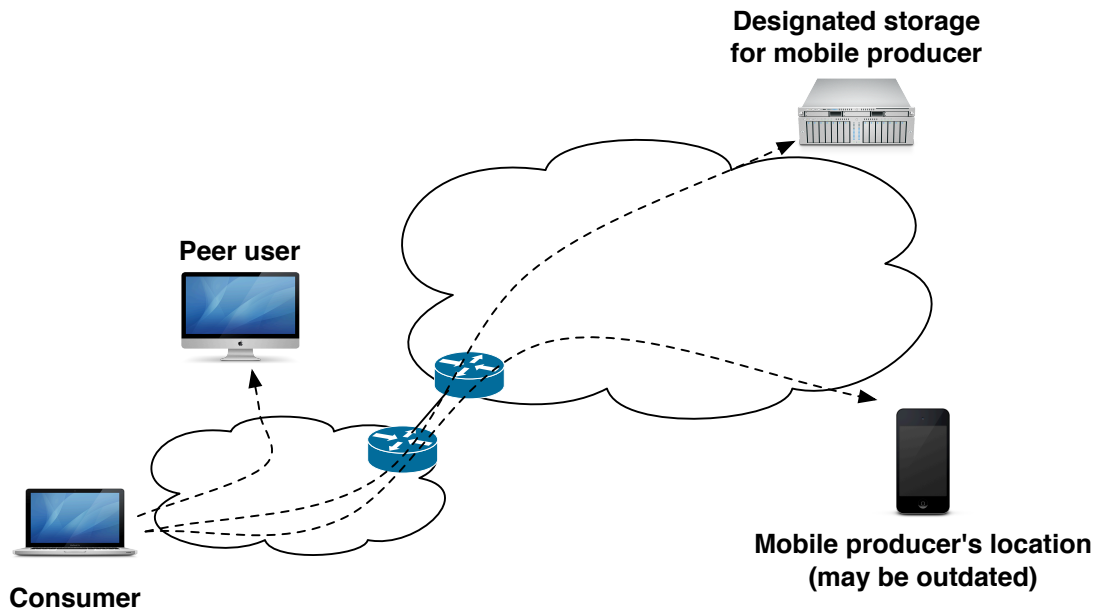 Designated storage
for mobile producer
Peer user
Mobile producer's location
(may be outdated)
Consumer